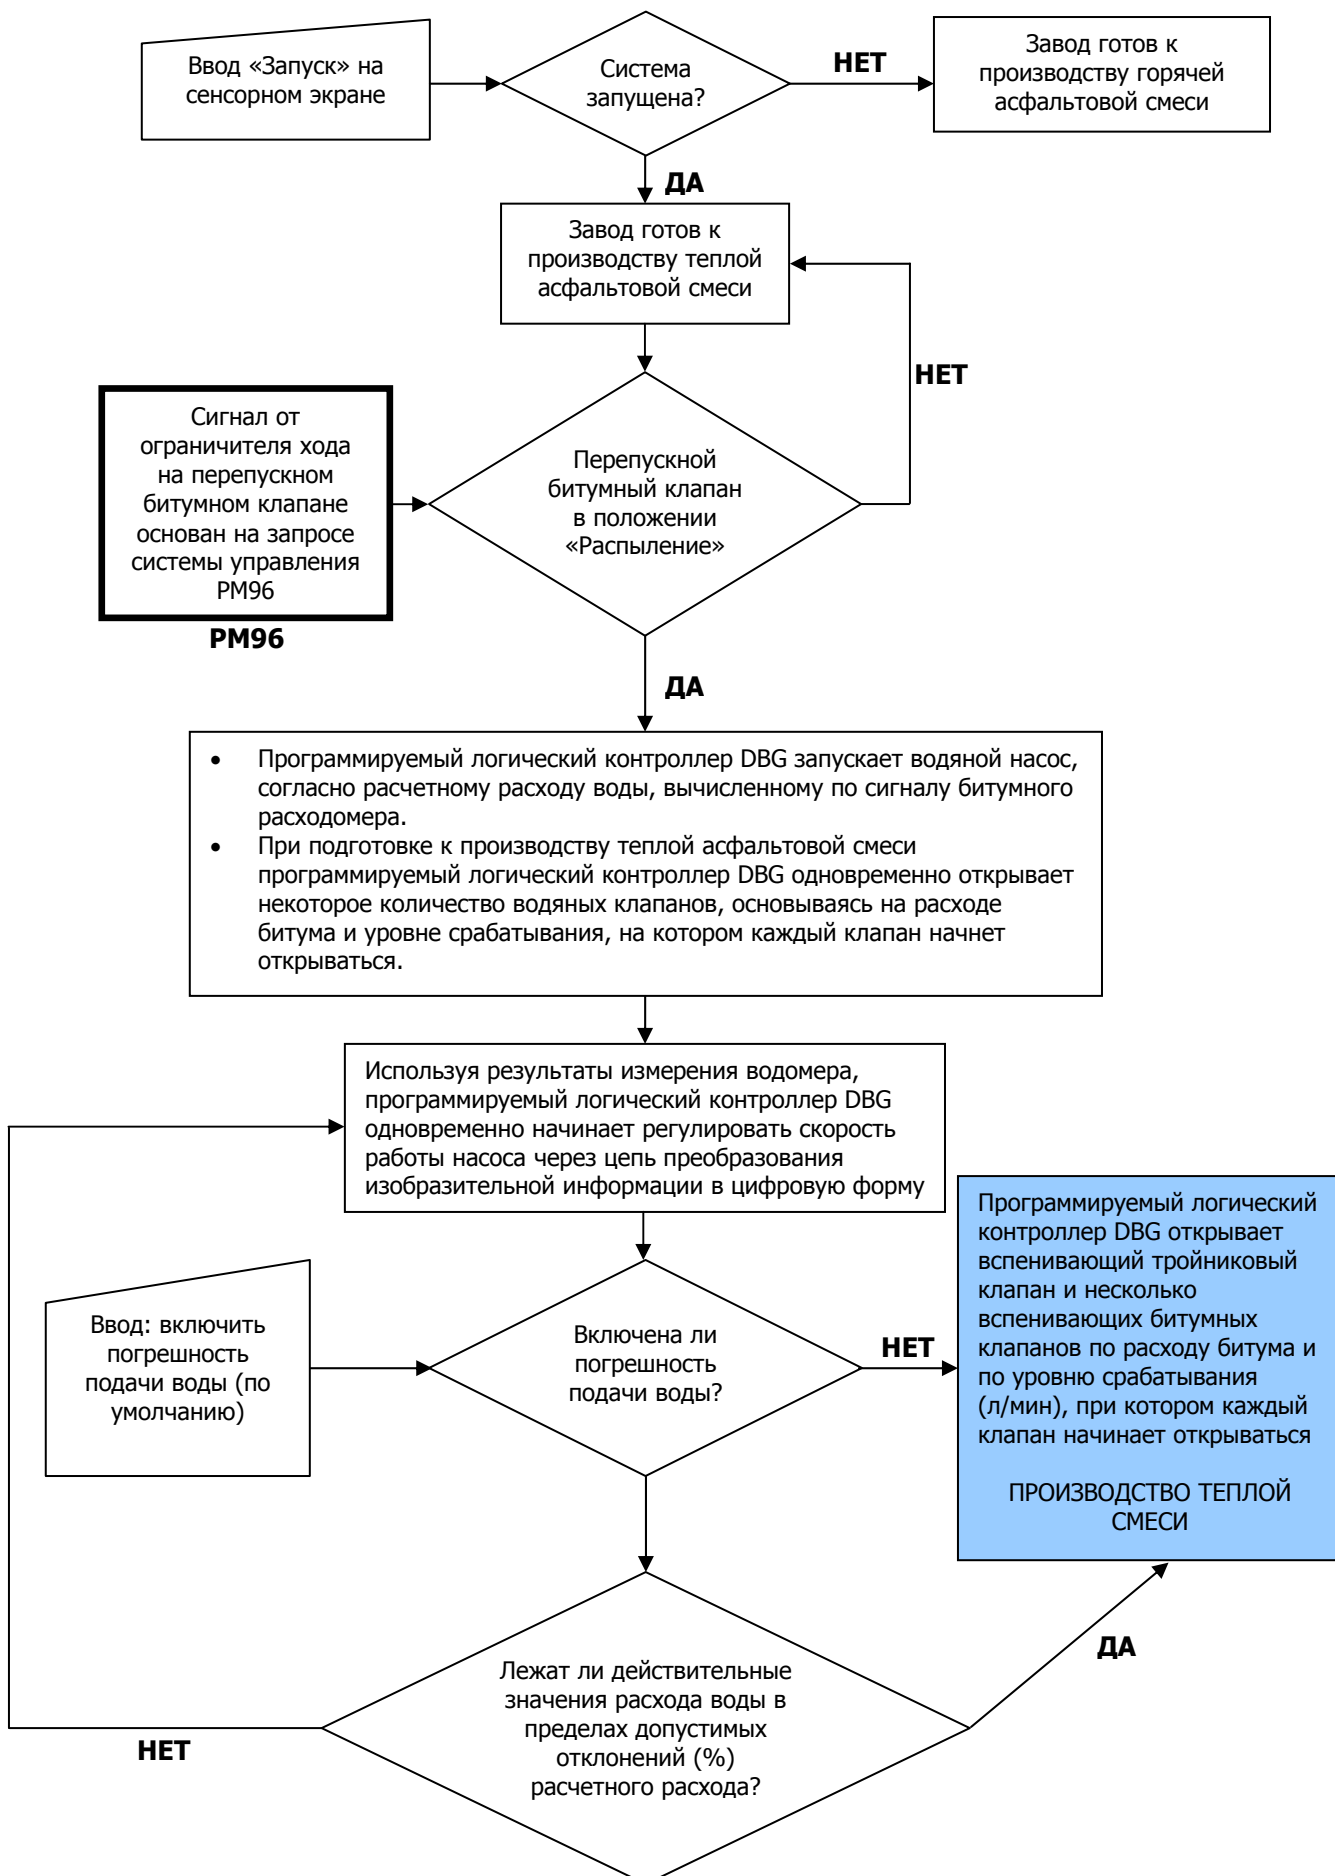 Ввод «Запуск» на
сенсорном экране
Система
запущена?
НЕТ
Завод готов к
производству горячей
асфальтовой смеси
ДА
Завод готов к
производству теплой
асфальтовой смеси
НЕТ
Сигнал от
ограничителя хода
на перепускном
битумном клапане
основан на запросе
системы управления
PM96
PM96
Перепускной
битумный клапан
в положении
«Распыление»
ДА
• Программируемый логический контроллер DBG запускает водяной насос,
согласно расчетному расходу воды, вычисленному по сигналу битумного
расходомера.
• При подготовке к производству теплой асфальтовой смеси
программируемый логический контроллер DBG одновременно открывает
некоторое количество водяных клапанов, основываясь на расходе
битума и уровне срабатывания, на котором каждый клапан начнет
открываться.
Используя результаты измерения водомера,
программируемый логический контроллер DBG
одновременно начинает регулировать скорость
работы насоса через цепь преобразования
изобразительной информации в цифровую форму
Ввод: включить
погрешность
подачи воды (по
умолчанию)
Включена ли
погрешность
подачи воды?
НЕТ
Программируемый логический
контроллер DBG открывает
вспенивающий тройниковый
клапан и несколько
вспенивающих битумных
клапанов по расходу битума и
по уровню срабатывания
(л/мин), при котором каждый
клапан начинает открываться
ПРОИЗВОДСТВО ТЕПЛОЙ
СМЕСИ
Лежат ли действительные
значения расхода воды в
пределах допустимых
отклонений (%)
расчетного расхода?
НЕТ
ДА